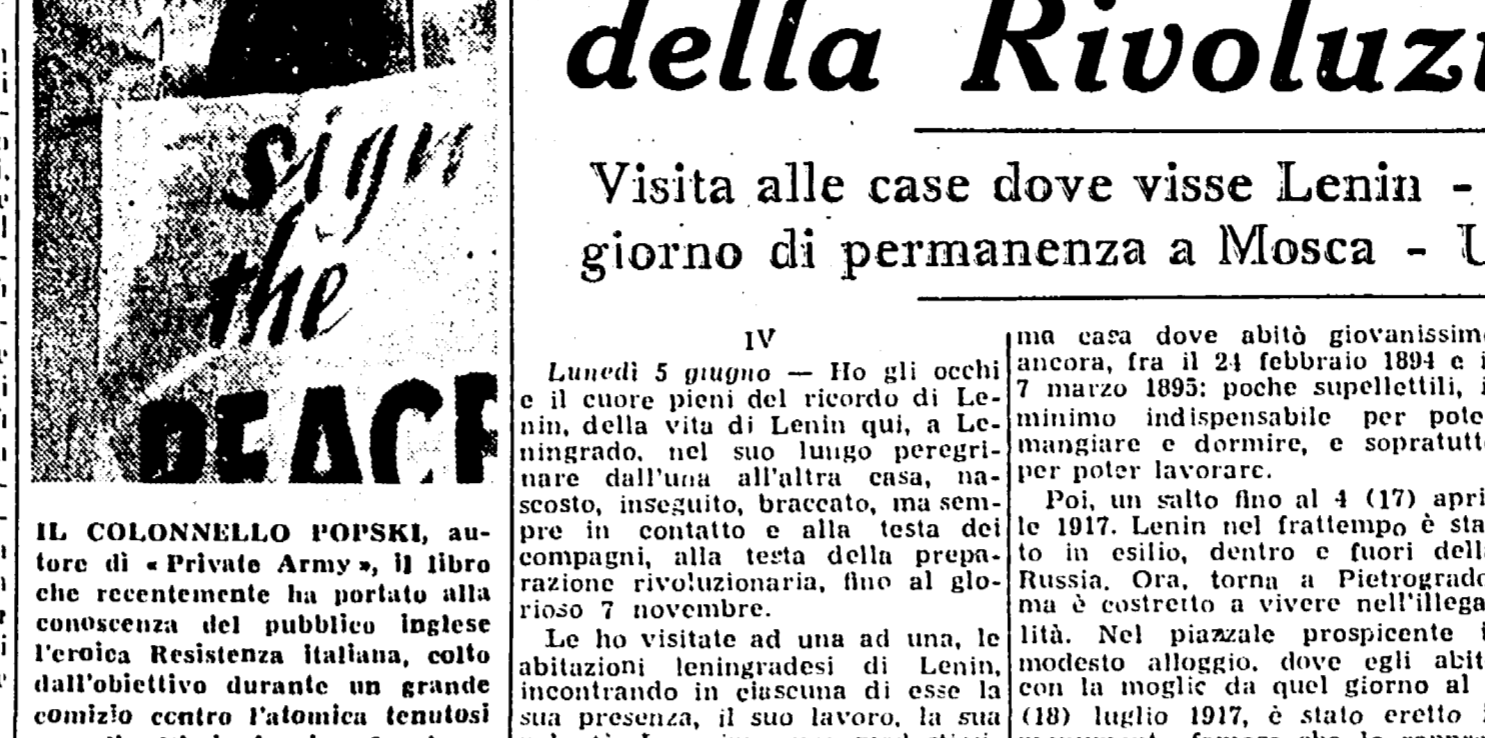 sign
the
PEACE
IL COLONNELLO POPSKI, au-
tore di « Private Army », il libro
che recentemente ha portato alla
conoscenza del pubblico inglese
l'eroica Resistenza italiana, colto
dall'obiettivo durante un grande
comizio contro l'atomica tenutosi
della Rivoluzi
Visita alle case dove visse Lenin -
giorno di permanenza a Mosca - U
IV
Lunedì 5 giugno — Ho gli occhi
e il cuore pieni del ricordo di Le-
nin, della vita di Lenin qui, a Le-
ningrado, nel suo lungo peregri-
nare dall'una all'altra casa, na-
scosto, inseguito, braccato, ma sem-
pre in contatto e alla testa dei
compagni, alla testa della prepa-
razione rivoluzionaria, fino al glo-
rioso 7 novembre.
Le ho visitate ad una ad una, le
abitazioni leningradesi di Lenin,
incontrando in ciascuna di esse la
sua presenza, il suo lavoro, la sua
ma casa dove abitò giovanissim
ancora, fra il 24 febbraio 1894 e i
7 marzo 1895: poche supellettili, i
minimo indispensabile per pote
mangiare e dormire, e sopratutt
per poter lavorare.
Poi, un salto fino al 4 (17) apri
le 1917. Lenin nel frattempo è sta
to in esilio, dentro e fuori dell
Russia. Ora, torna a Pietrogrado
ma è costretto a vivere nell'illega
lità. Nel piazzale prospicente i
modesto alloggio, dove egli abit
con la moglie da quel giorno al
(18) luglio 1917, è stato eretto